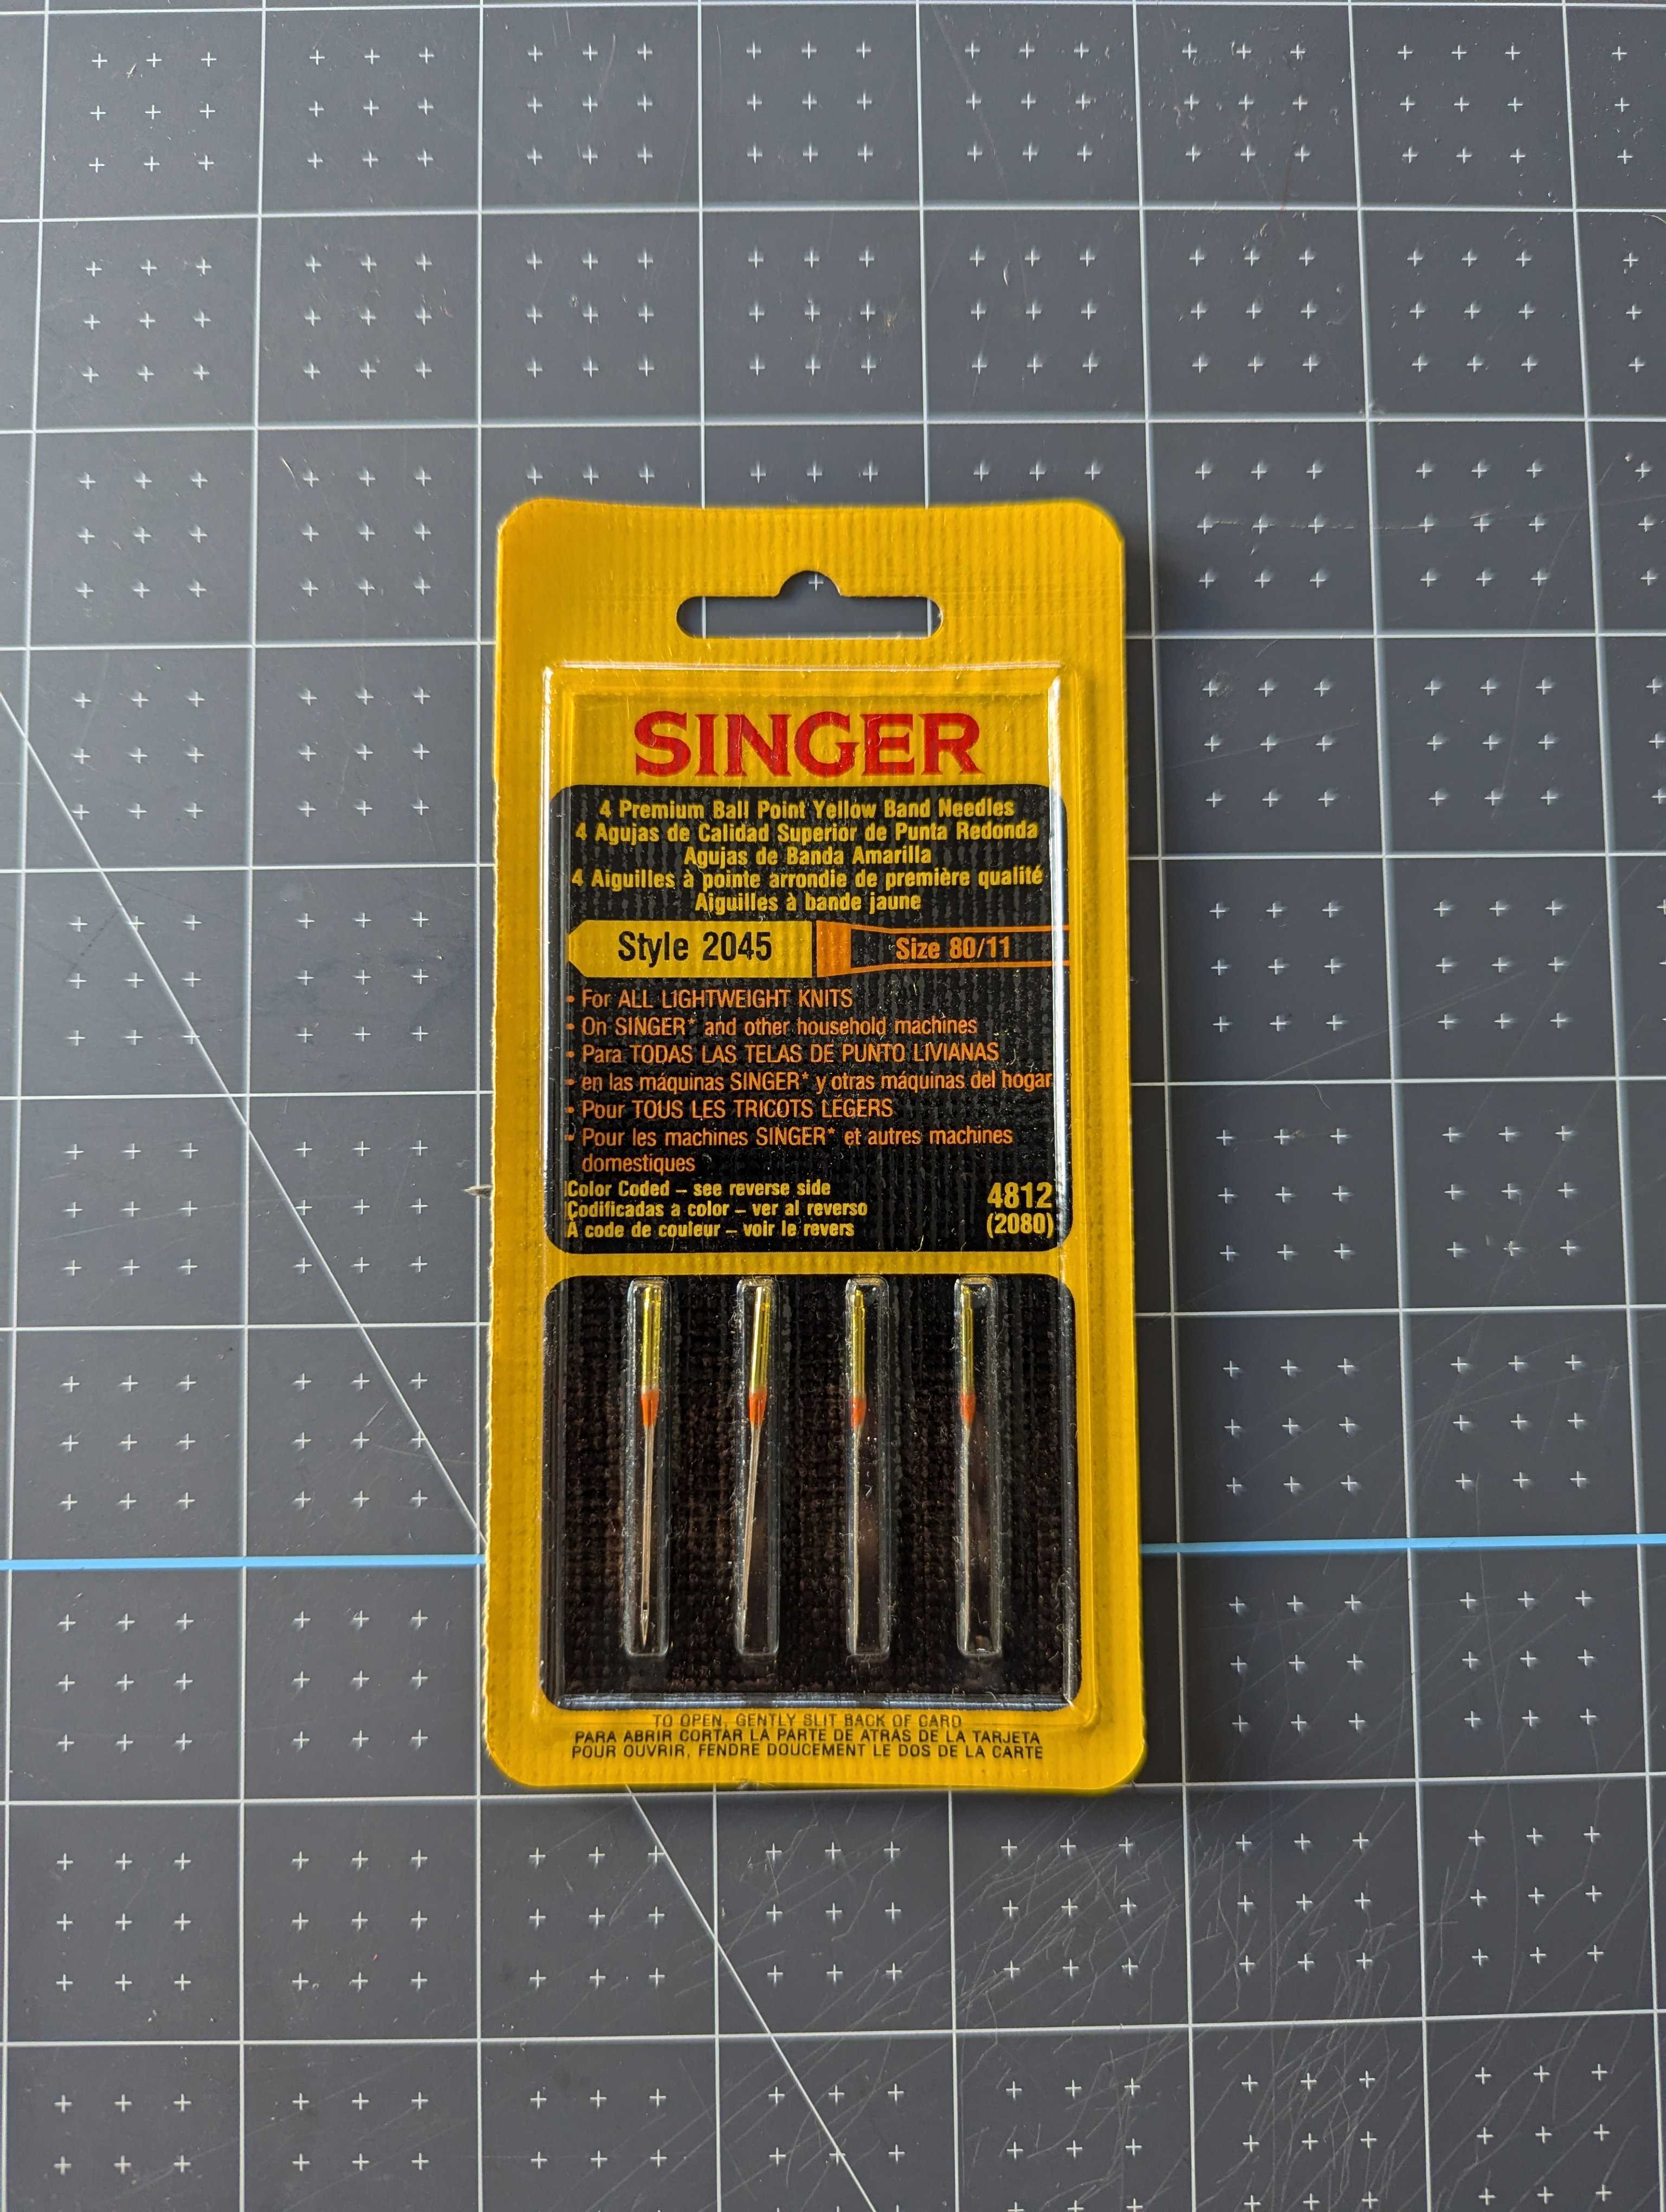 SINGER
4 Premium Ball Point Yellow Band Needles
4 Agujas de Calidad Superior de Punta Redonda
Agujas de Banda Amarilla
4 Aiguilles à pointe arrondie de première qualité
Aiguilles à bande jaune
Style 2045 Size 80/11
• For ALL LIGHTWEIGHT KNITS
• On SINGER* and other household machines
• Para TODAS LAS TELAS DE PUNTO LIVIANAS
• en las máquinas SINGER* y otras máquinas del hogar
• Pour TOUS LES TRICOTS LEGERS
• Pour les machines SINGER* et autres machines
domestiques
Color Coded – see reverse side
Codificadas a color – ver al reverso
A code de couleur – voir le revers
4812
(2080)
TO OPEN, GENTLY SLIT BACK OF CARD
PARA ABRIR CORTAR LA PARTE DE ATRAS DE LA TARJETA
POUR OUVRIR, FENDRE DOUCEMENT LE DOS DE LA CARTE